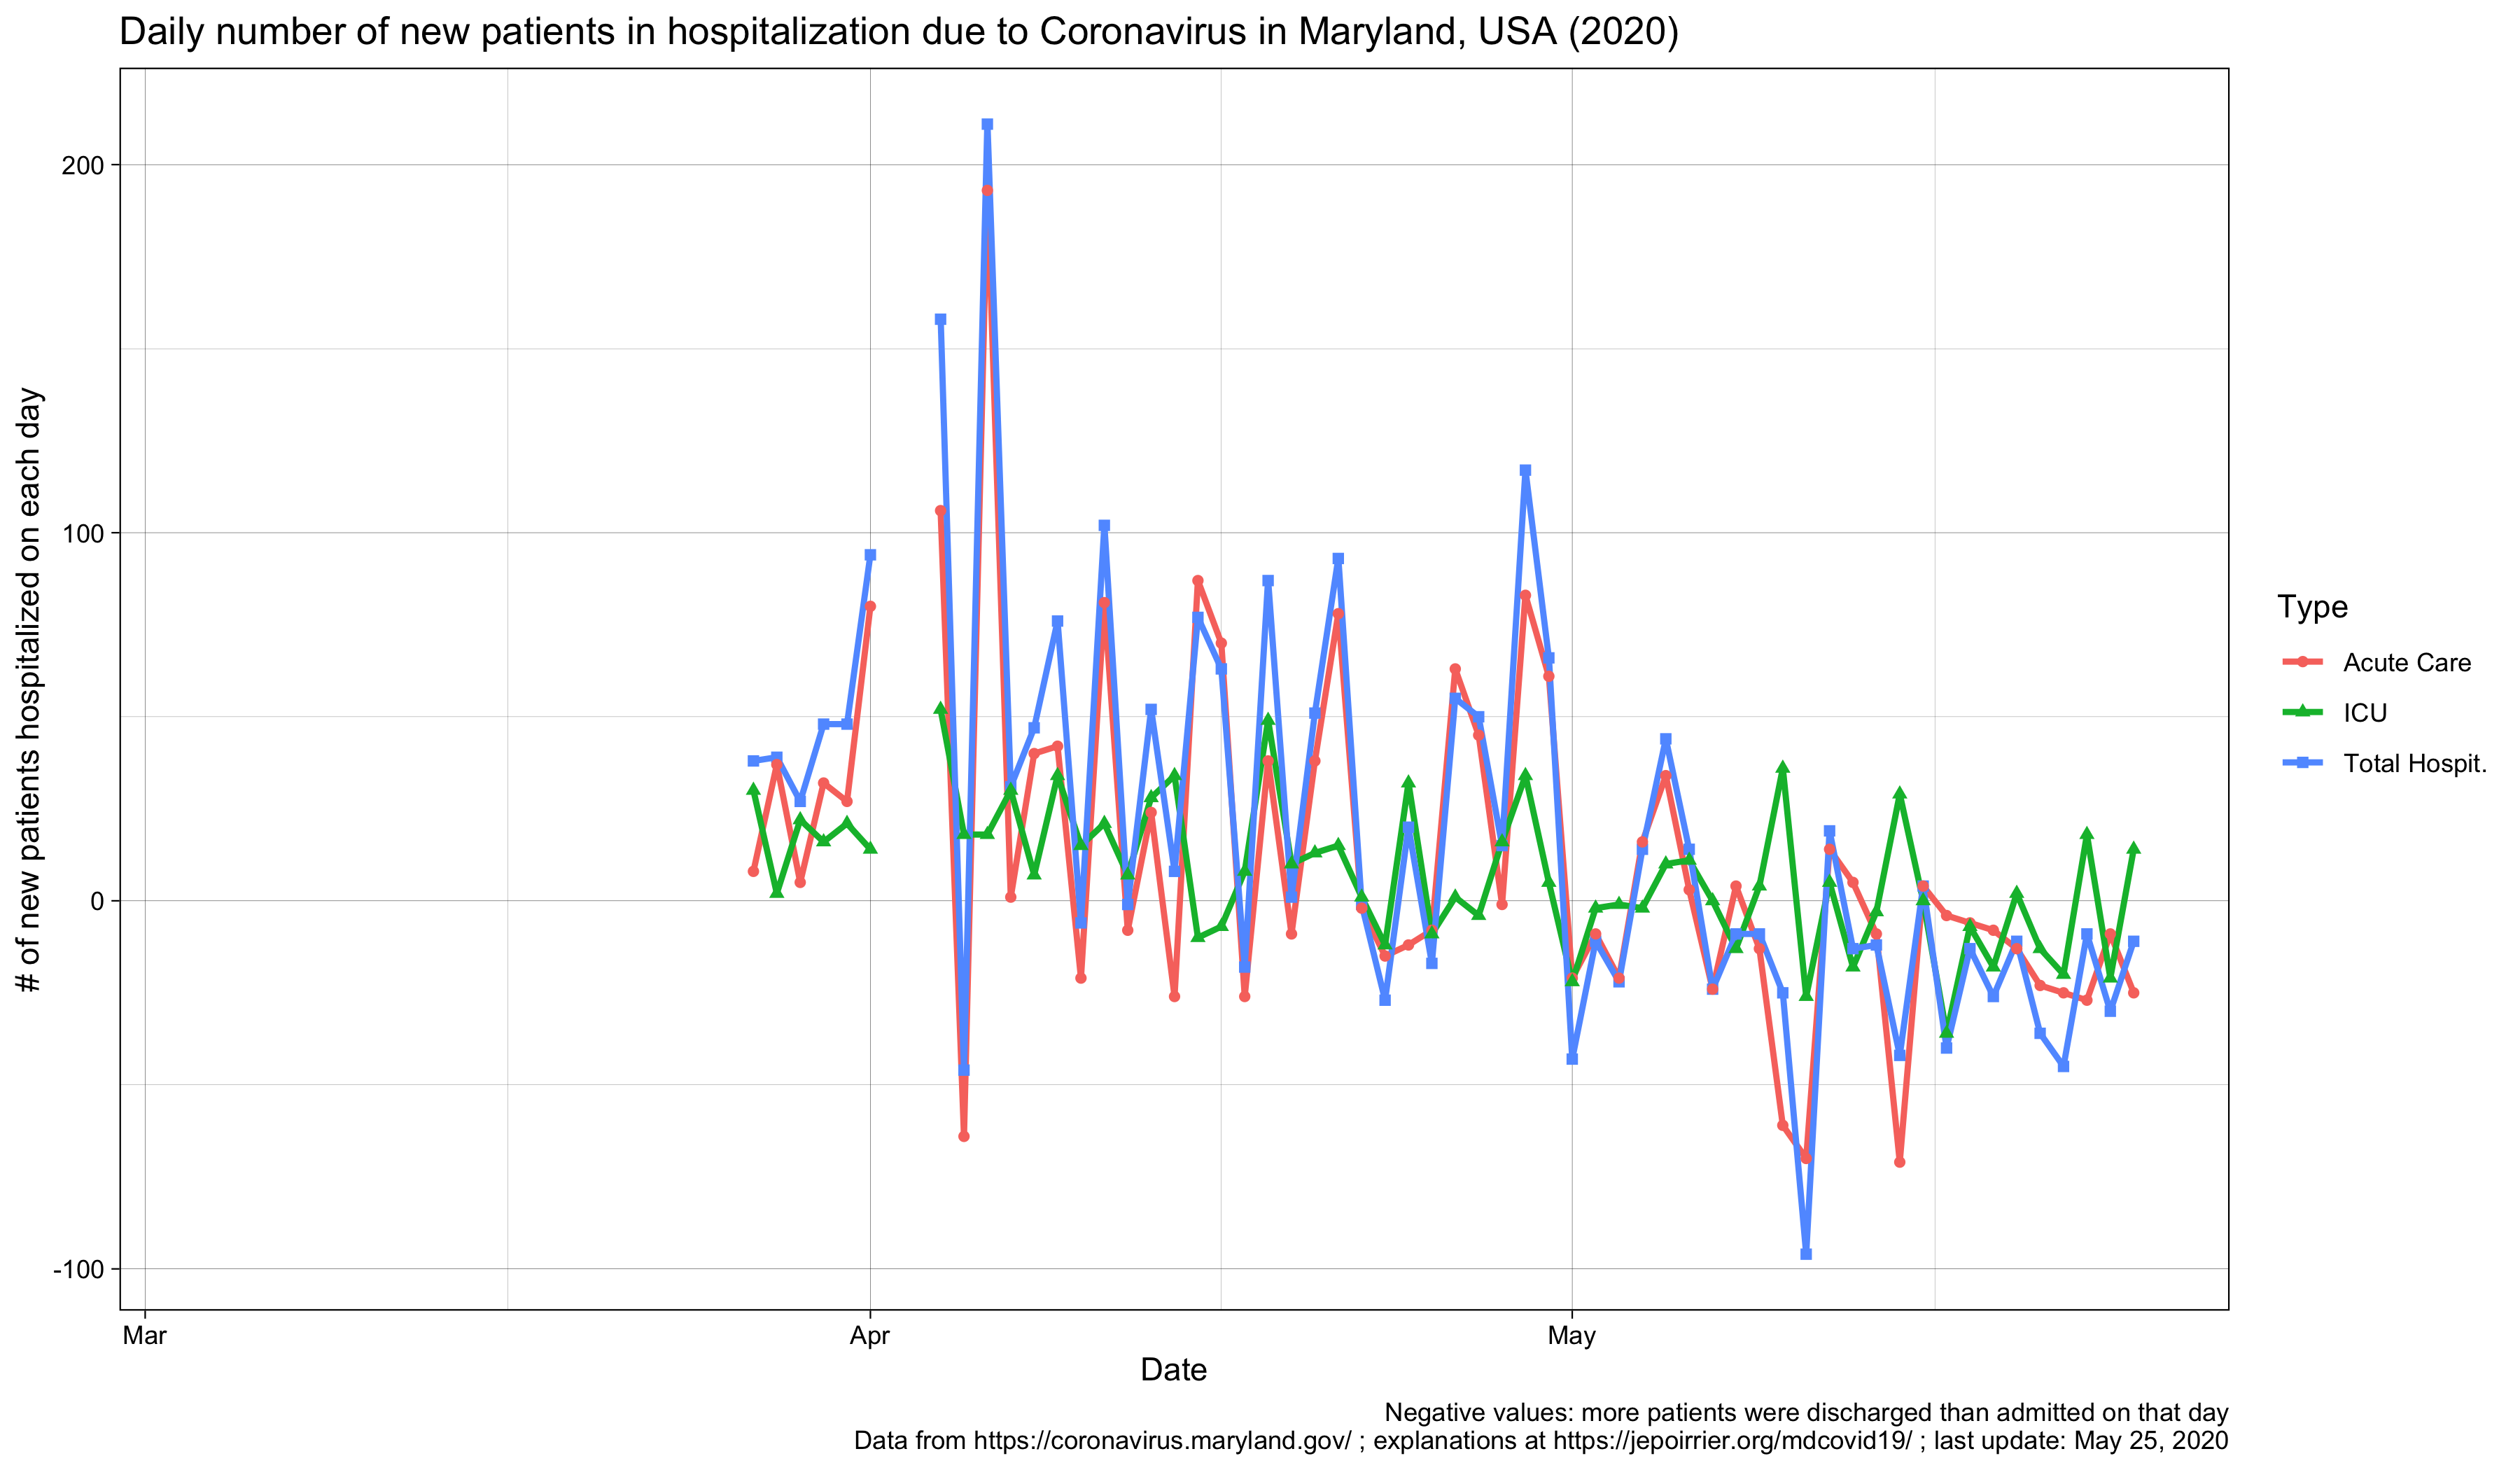 Daily number of new patients in hospitalization due to Coronavirus in Maryland, USA (2020)
# of new patients hospitalized on each day
200
100
0
-100
Mar
Apr
May
Date
Type
Acute Care
ICU
Total Hospit.
Negative values: more patients were discharged than admitted on that day
Data from https://coronavirus.maryland.gov/ ; explanations at https://jepoirrier.org/mdcovid19/ ; last update: May 25, 2020